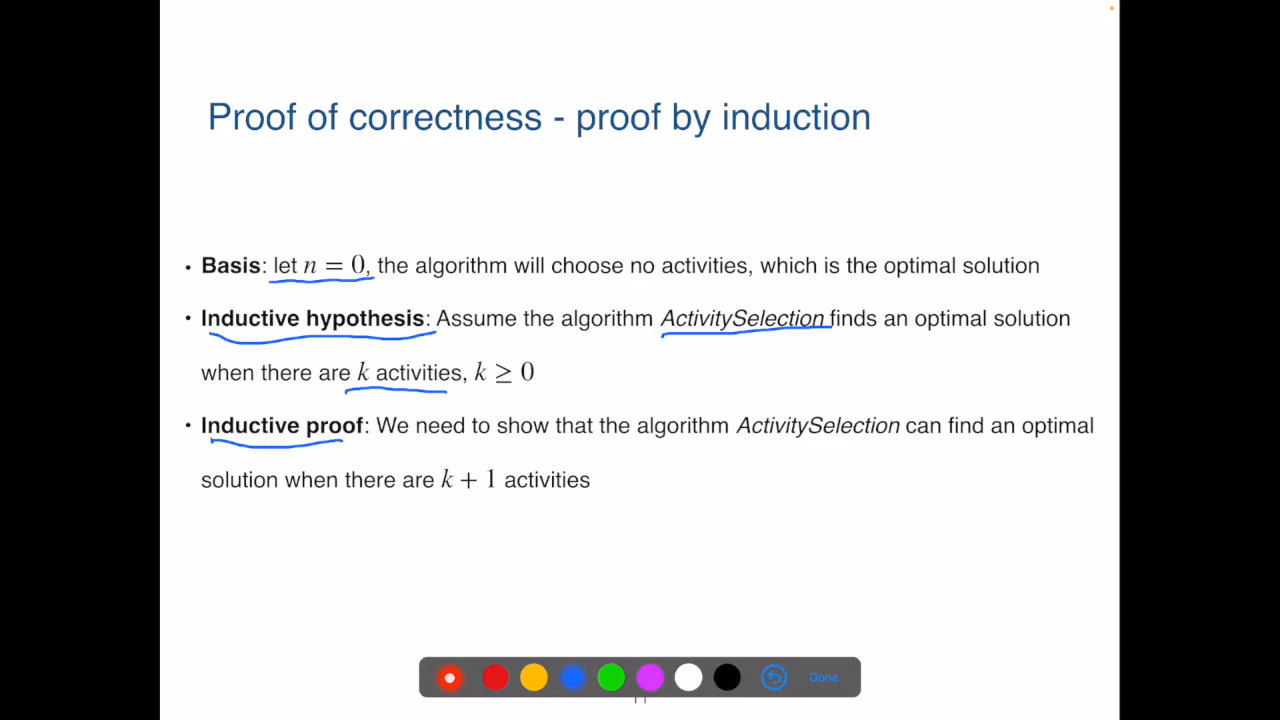 Proof of correctness - proof by induction
• Basis: let n = 0, the algorithm will choose no activities, which is the optimal solution
• Inductive hypothesis: Assume the algorithm ActivitySelection finds an optimal solution
when there are k activities, k ≥ 0
• Inductive proof: We need to show that the algorithm ActivitySelection can find an optimal
solution when there are k + 1 activities
Done